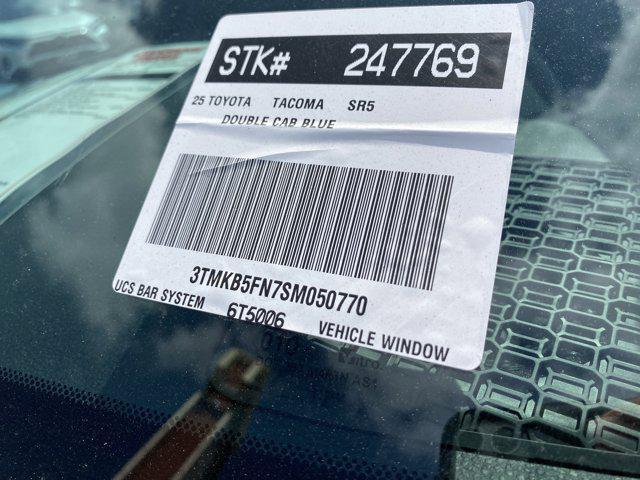 STK# 247769
25 TOYOTA TACOMA SR5
DOUBLE CAB BLUE
3TMKB5FN7SM050770
UCS BAR SYSTEM 6T5006 VEHICLE WINDOW